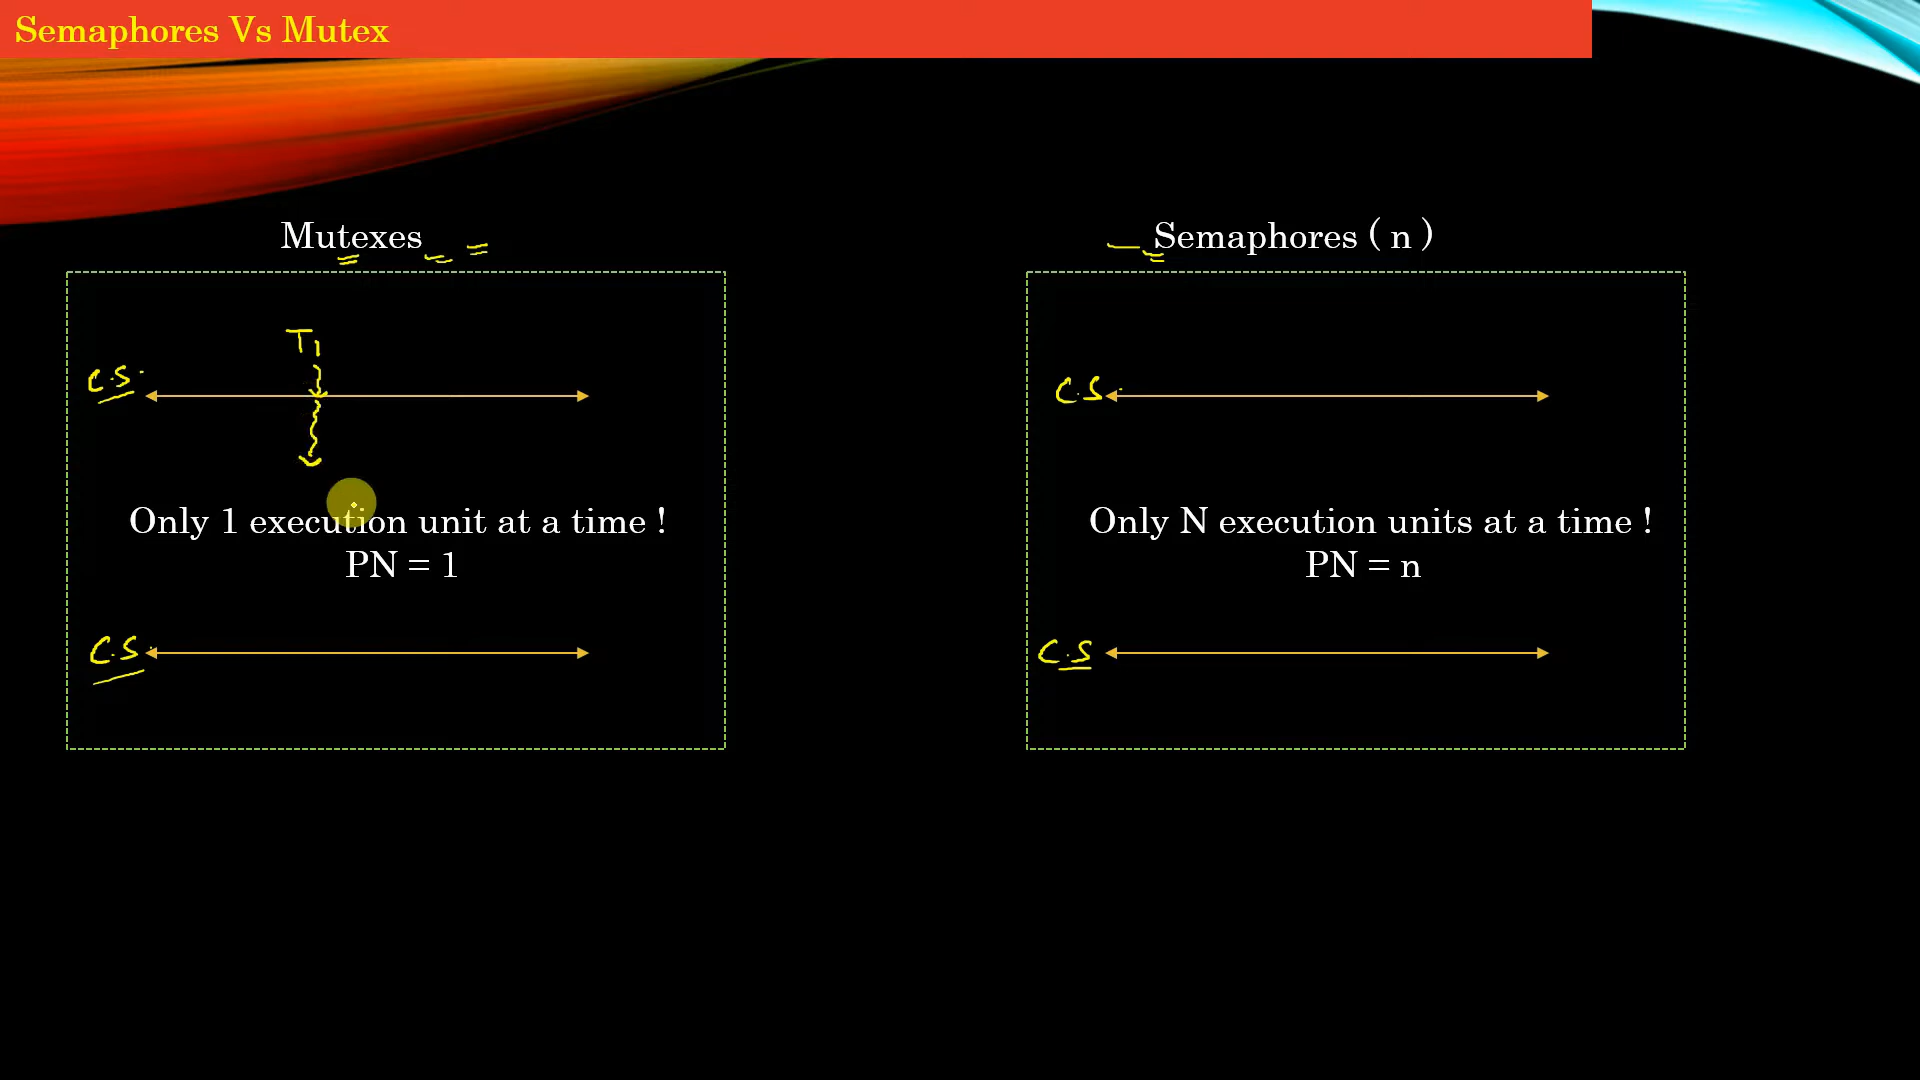 Semaphores Vs Mutex
Mutexes
T1
C.S.
Only 1 execution unit at a time !
PN = 1
C.S.
Semaphores ( n )
C.S.
Only N execution units at a time !
PN = n
C.S